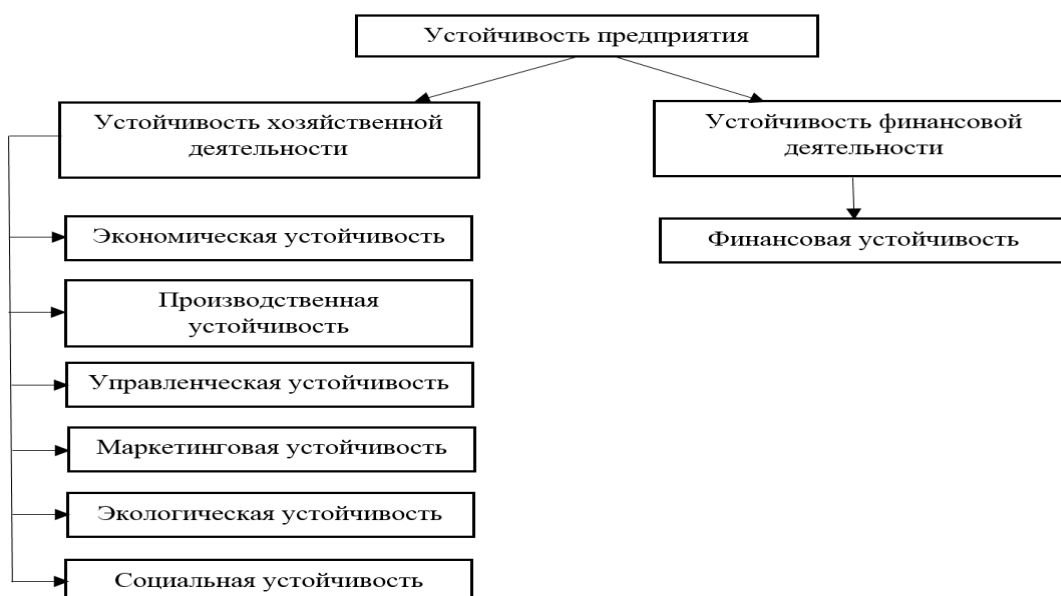 Устойчивость предприятия
Устойчивость хозяйственной
деятельности
Устойчивость финансовой
деятельности
Экономическая устойчивость
Финансовая устойчивость
Производственная
устойчивость
Управленческая устойчивость
Маркетинговая устойчивость
Экологическая устойчивость
Социальная устойчивость